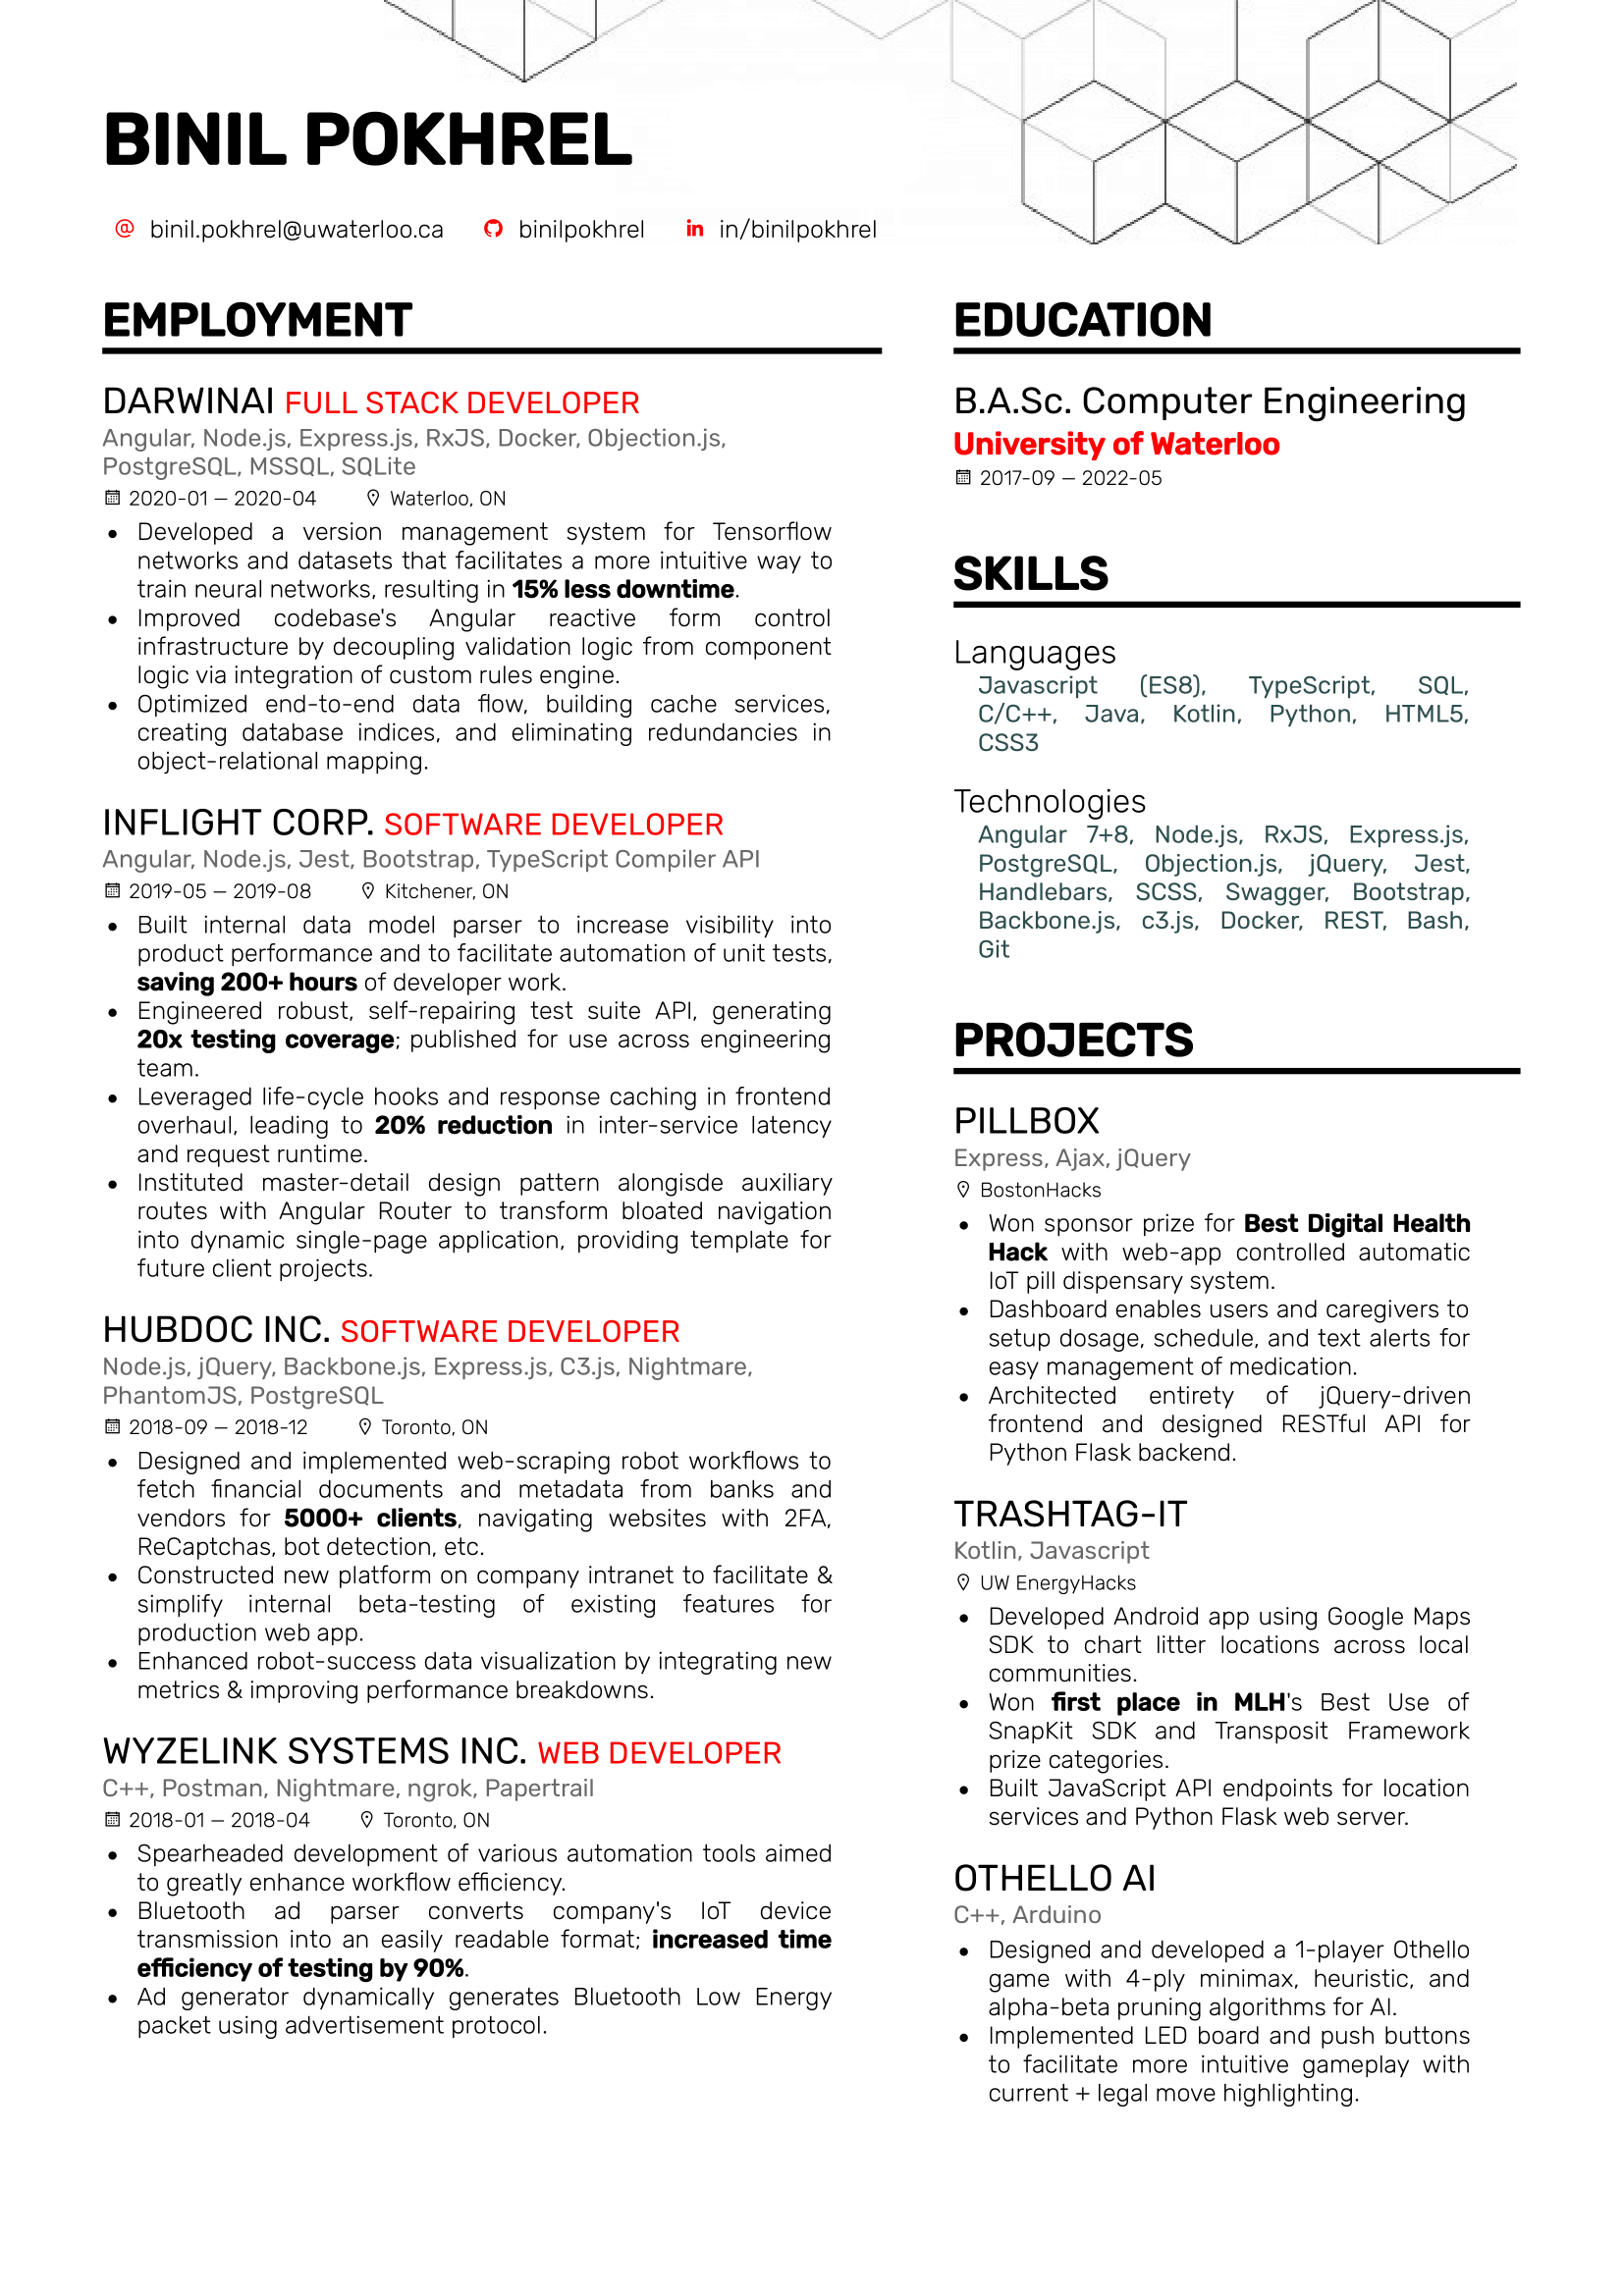 BINIL POKHREL
binil.pokhrel@uwaterloo.ca binilpokhrel in/binilpokhrel
EMPLOYMENT
DARWINAI FULL STACK DEVELOPER
Angular, Node.js, Express.js, RxJS, Docker, Objection.js,
PostgreSQL, MSSQL, SQLite
2020-01 – 2020-04 Waterloo, ON
• Developed a version management system for Tensorflow
networks and datasets that facilitates a more intuitive way to
train neural networks, resulting in 15% less downtime.
• Improved codebase's Angular reactive form control
infrastructure by decoupling validation logic from component
logic via integration of custom rules engine.
• Optimized end-to-end data flow, building cache services,
creating database indices, and eliminating redundancies in
object-relational mapping.
INFLIGHT CORP. SOFTWARE DEVELOPER
Angular, Node.js, Jest, Bootstrap, TypeScript Compiler API
2019-05 – 2019-08 Kitchener, ON
• Built internal data model parser to increase visibility into
product performance and to facilitate automation of unit tests,
saving 200+ hours of developer work.
• Engineered robust, self-repairing test suite API, generating
20x testing coverage; published for use across engineering
team.
• Leveraged life-cycle hooks and response caching in frontend
overhaul, leading to 20% reduction in inter-service latency
and request runtime.
• Instituted master-detail design pattern alongisde auxiliary
routes with Angular Router to transform bloated navigation
into dynamic single-page application, providing template for
future client projects.
HUBDOC INC. SOFTWARE DEVELOPER
Node.js, jQuery, Backbone.js, Express.js, C3.js, Nightmare,
PhantomJS, PostgreSQL
2018-09 – 2018-12 Toronto, ON
• Designed and implemented web-scraping robot workflows to
fetch financial documents and metadata from banks and
vendors for 5000+ clients, navigating websites with 2FA,
ReCaptchas, bot detection, etc.
• Constructed new platform on company intranet to facilitate &
simplify internal beta-testing of existing features for
production web app.
• Enhanced robot-success data visualization by integrating new
metrics & improving performance breakdowns.
WYZELINK SYSTEMS INC. WEB DEVELOPER
C++, Postman, Nightmare, ngrok, Papertrail
2018-01 – 2018-04 Toronto, ON
• Spearheaded development of various automation tools aimed
to greatly enhance workflow efficiency.
• Bluetooth ad parser converts company's IoT device
transmission into an easily readable format; increased time
efficiency of testing by 90%.
• Ad generator dynamically generates Bluetooth Low Energy
packet using advertisement protocol.
EDUCATION
B.A.Sc. Computer Engineering
University of Waterloo
2017-09 – 2022-05
SKILLS
Languages
Javascript (ES8), TypeScript, SQL,
C/C++, Java, Kotlin, Python, HTML5,
CSS3
Technologies
Angular 7+8, Node.js, RxJS, Express.js,
PostgreSQL, Objection.js, jQuery, Jest,
Handlebars, SCSS, Swagger, Bootstrap,
Backbone.js, c3.js, Docker, REST, Bash,
Git
PROJECTS
PILLBOX
Express, Ajax, jQuery
BostonHacks
• Won sponsor prize for Best Digital Health
Hack with web-app controlled automatic
IoT pill dispensary system.
• Dashboard enables users and caregivers to
setup dosage, schedule, and text alerts for
easy management of medication.
• Architected entirety of jQuery-driven
frontend and designed RESTful API for
Python Flask backend.
TRASHTAG-IT
Kotlin, Javascript
UW EnergyHacks
• Developed Android app using Google Maps
SDK to chart litter locations across local
communities.
• Won first place in MLH's Best Use of
SnapKit SDK and Transposit Framework
prize categories.
• Built JavaScript API endpoints for location
services and Python Flask web server.
OTHELLO AI
C++, Arduino
• Designed and developed a 1-player Othello
game with 4-ply minimax, heuristic, and
alpha-beta pruning algorithms for AI.
• Implemented LED board and push buttons
to facilitate more intuitive gameplay with
current + legal move highlighting.